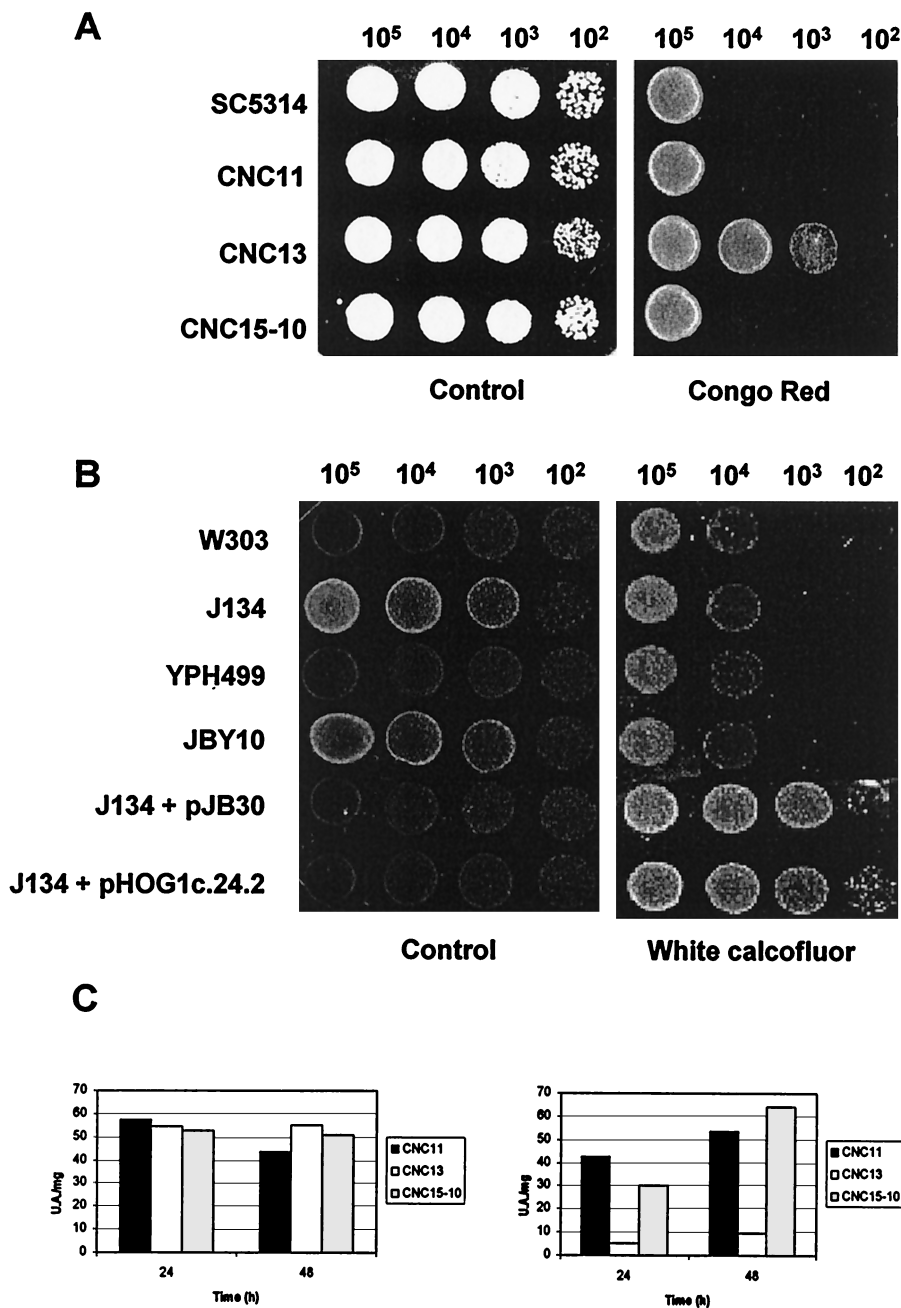 A
10⁵ 10⁴ 10³ 10² 10⁵ 10⁴ 10³ 10²
SC5314
CNC11
CNC13
CNC15-10
Control Congo Red
B
10⁵ 10⁴ 10³ 10² 10⁵ 10⁴ 10³ 10²
W303
J134
YPH499
JBY10
J134 + pJB30
J134 + pHOG1c.24.2
Control White calcofluor
C
70
60
50
40
30
20
10
0
U.A./mg
24 48
Time (h)
CNC11
CNC13
CNC15-10
70
60
50
40
30
20
10
0
U.A./mg
24 48
Time (h)
CNC11
CNC13
CNC15-10